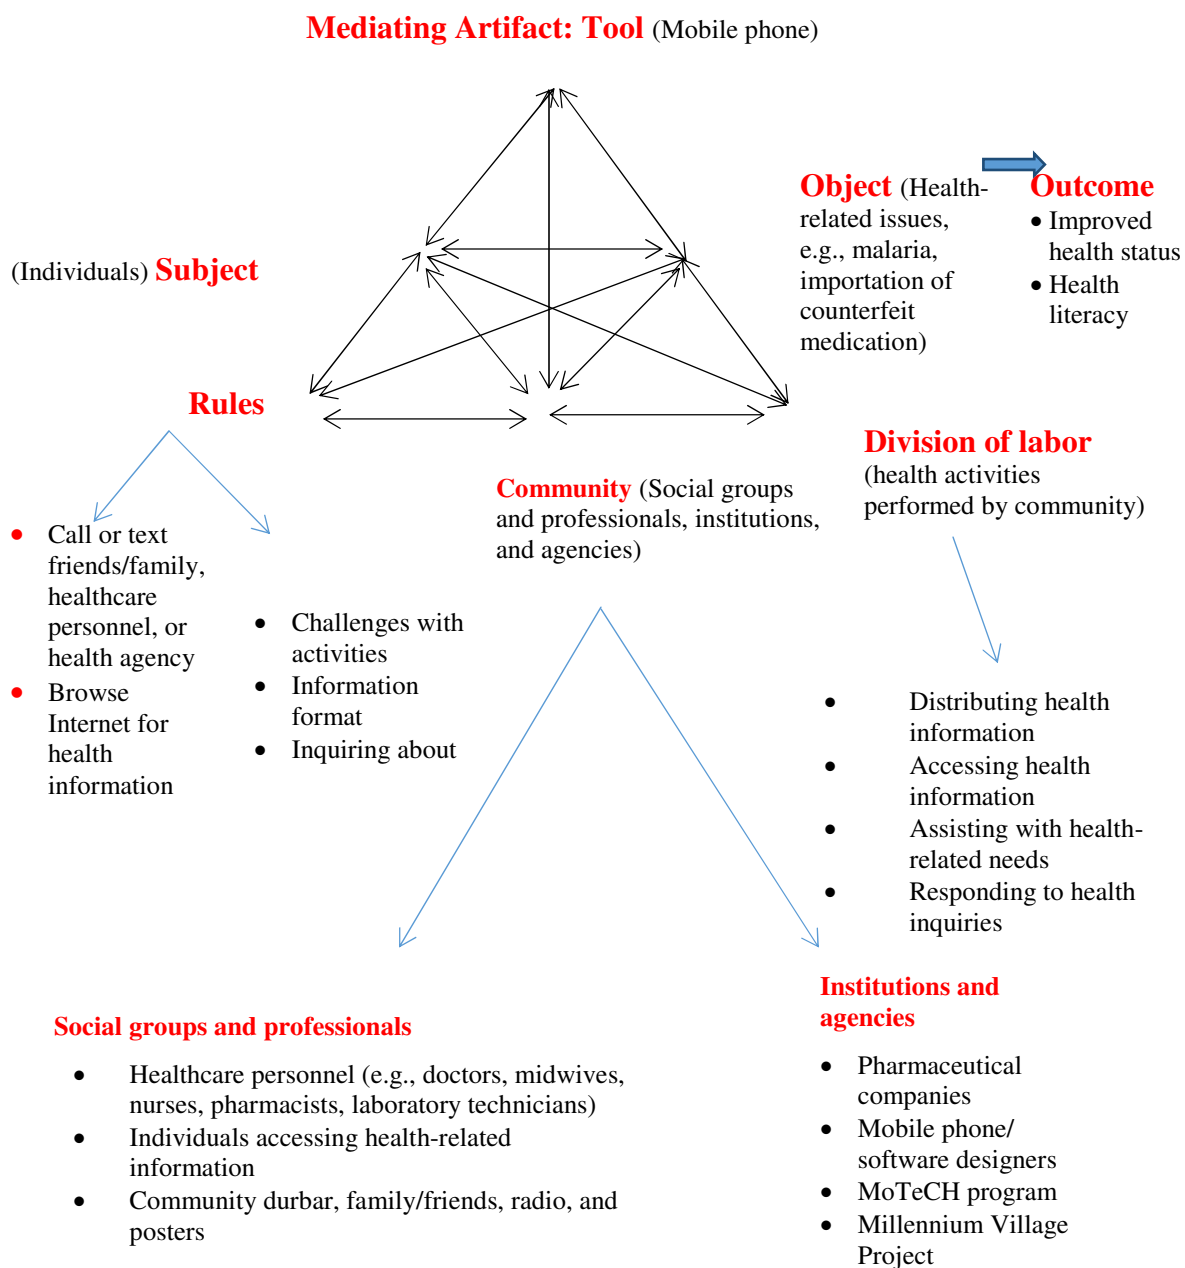 Mediating Artifact: Tool (Mobile phone)
Object (Health-
related issues,
e.g., malaria,
importation of
counterfeit
medication)
Outcome
• Improved
health status
• Health
literacy
(Individuals) Subject
Rules
Division of labor
(health activities
performed by community)
Community (Social groups
and professionals, institutions,
and agencies)
• Call or text
friends/family,
healthcare
personnel, or
health agency
• Browse
Internet for
health
information
• Challenges with
activities
• Information
format
• Inquiring about
• Distributing health
information
• Accessing health
information
• Assisting with health-
related needs
• Responding to health
inquiries
Social groups and professionals
• Healthcare personnel (e.g., doctors, midwives,
nurses, pharmacists, laboratory technicians)
• Individuals accessing health-related
information
• Community durbar, family/friends, radio, and
posters
Institutions and
agencies
• Pharmaceutical
companies
• Mobile phone/
software designers
• MoTeCH program
• Millennium Village
Project